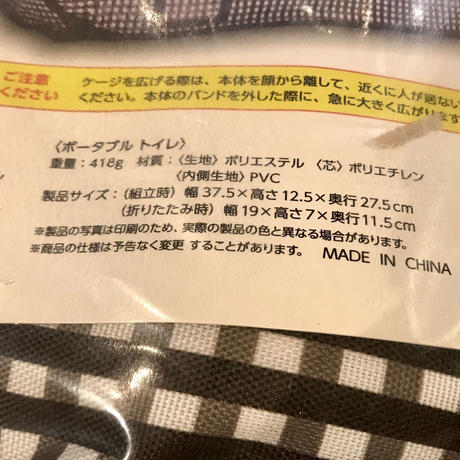 ご注意
ください
ケージを広げる際は、本体を顔から離して、近くに人が居ない
ください。本体のバンドを外した際に、急に大きく広がります
〈ポータブル トイレ〉
重量：418g 材質：〈生地〉ポリエステル 〈芯〉ポリエチレン
〈内側生地〉PVC
製品サイズ：(組立時) 幅 37.5×高さ 12.5×奥行 27.5cm
(折りたたみ時) 幅 19×高さ 7×奥行 11.5cm
※製品の写真は印刷のため、実際の製品の色と異なる場合があります。
※商品の仕様は予告なく変更 することがあります。 MADE IN CHINA